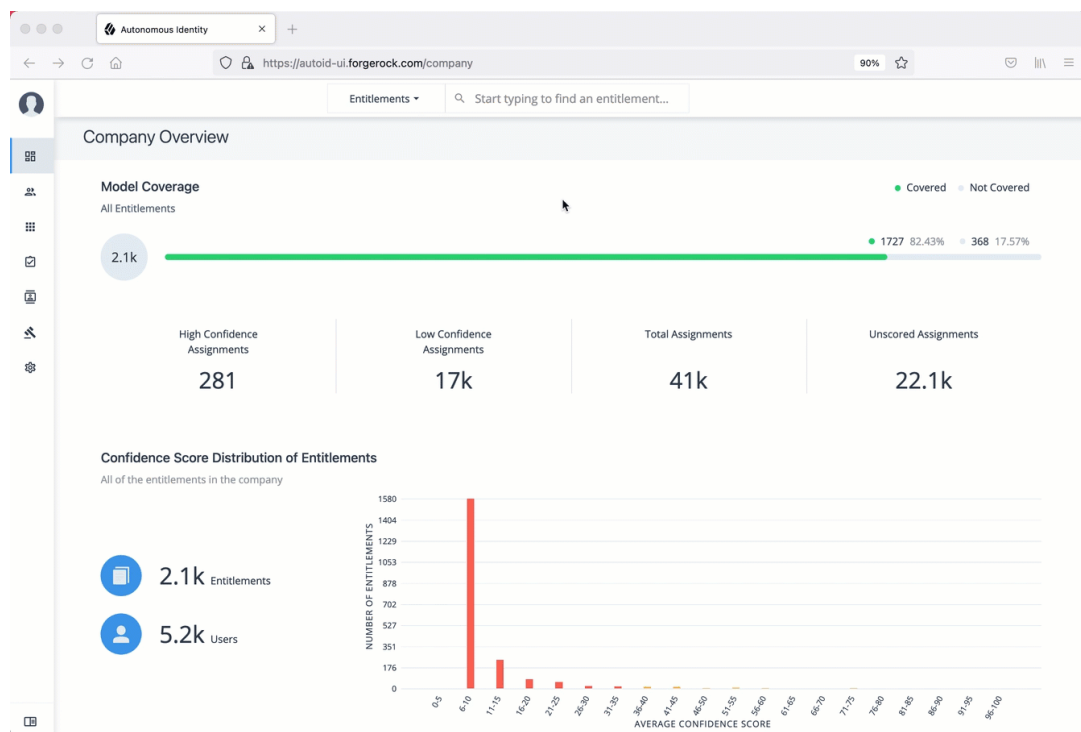 Autonomous Identity
https://autoid-ui.forgerock.com/company
90%
Entitlements
Start typing to find an entitlement...
Company Overview
Model Coverage
Covered
Not Covered
All Entitlements
1727 82.43%
368 17.57%
2.1k
High Confidence
Assignments
281
Low Confidence
Assignments
17k
Total Assignments
41k
Unscored Assignments
22.1k
Confidence Score Distribution of Entitlements
All of the entitlements in the company
2.1k Entitlements
5.2k Users
NUMBER OF ENTITLEMENTS
1580
1404
1229
1053
878
702
527
351
176
0
0-5
6-10
11-15
16-20
21-25
26-30
31-35
36-40
41-45
46-50
51-55
56-60
61-65
66-70
71-75
76-80
81-85
86-90
91-95
96-100
AVERAGE CONFIDENCE SCORE